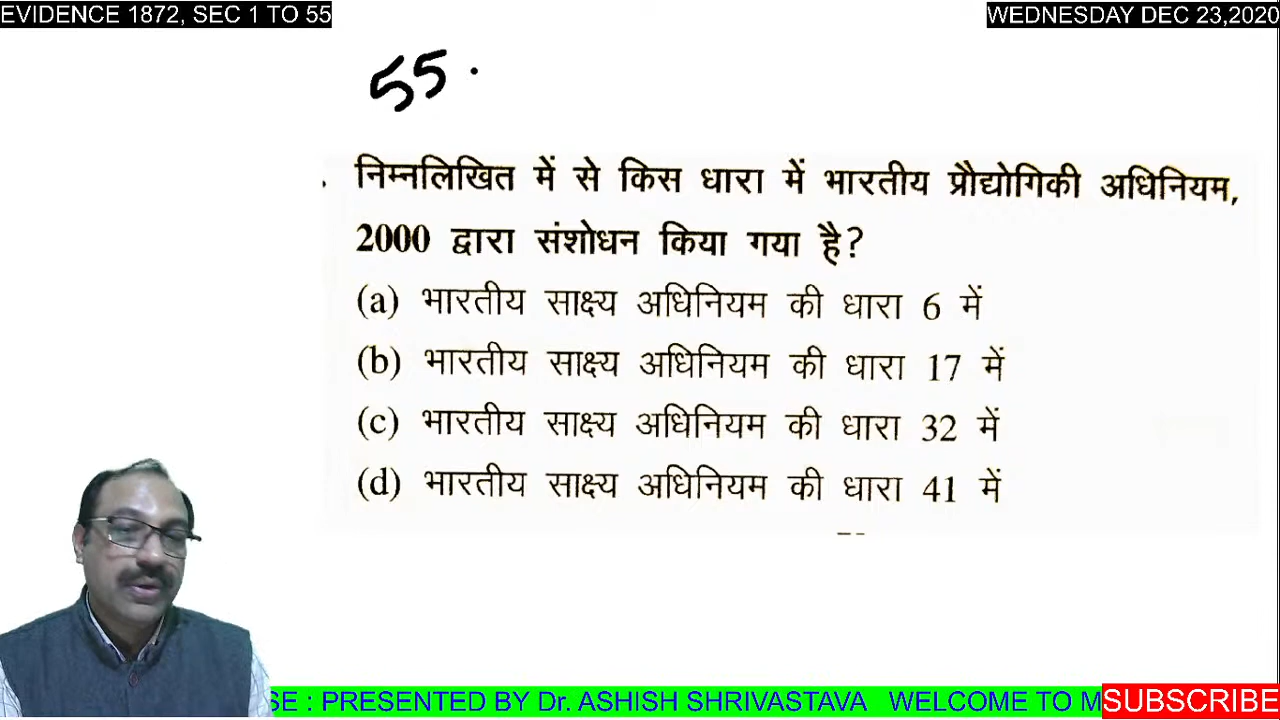 EVIDENCE 1872, SEC 1 TO 55
WEDNESDAY DEC 23,2020
55.
. निम्नलिखित में से किस धारा में भारतीय प्रौद्योगिकी अधिनियम,
2000 द्वारा संशोधन किया गया है?
(a) भारतीय साक्ष्य अधिनियम की धारा 6 में
(b) भारतीय साक्ष्य अधिनियम की धारा 17 में
(c) भारतीय साक्ष्य अधिनियम की धारा 32 में
(d) भारतीय साक्ष्य अधिनियम की धारा 41 में
SE : PRESENTED BY Dr. ASHISH SHRIVASTAVA WELCOME TO M
SUBSCRIBE